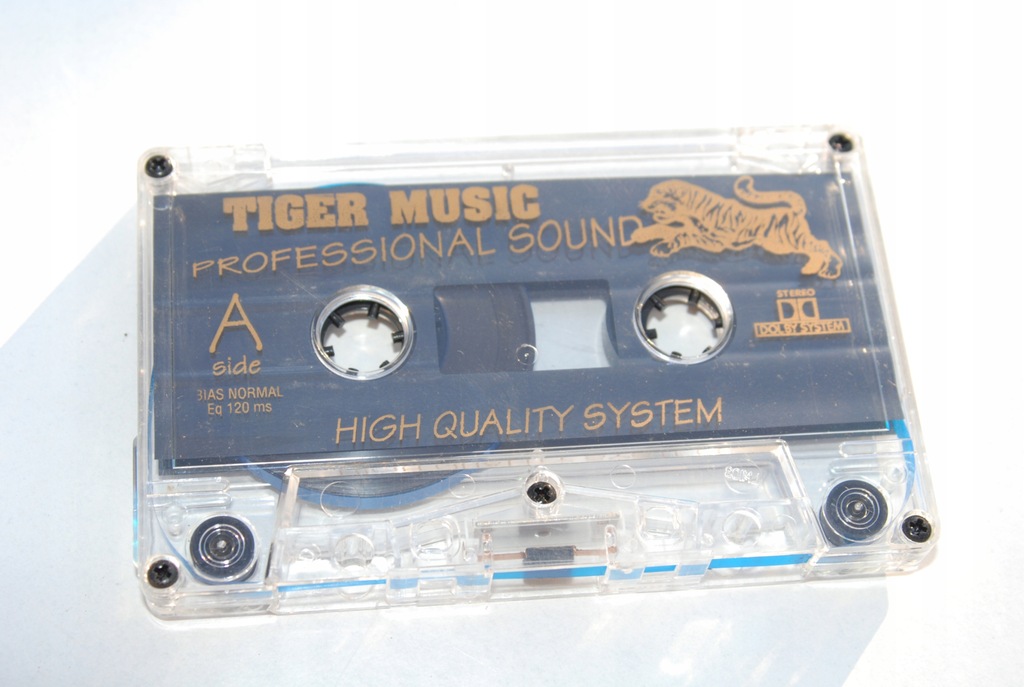 TIGER MUSIC
PROFESSIONAL SOUND
A
side
STEREO
DOLBY SYSTEM
BIAS NORMAL
Eq 120 ms
HIGH QUALITY SYSTEM